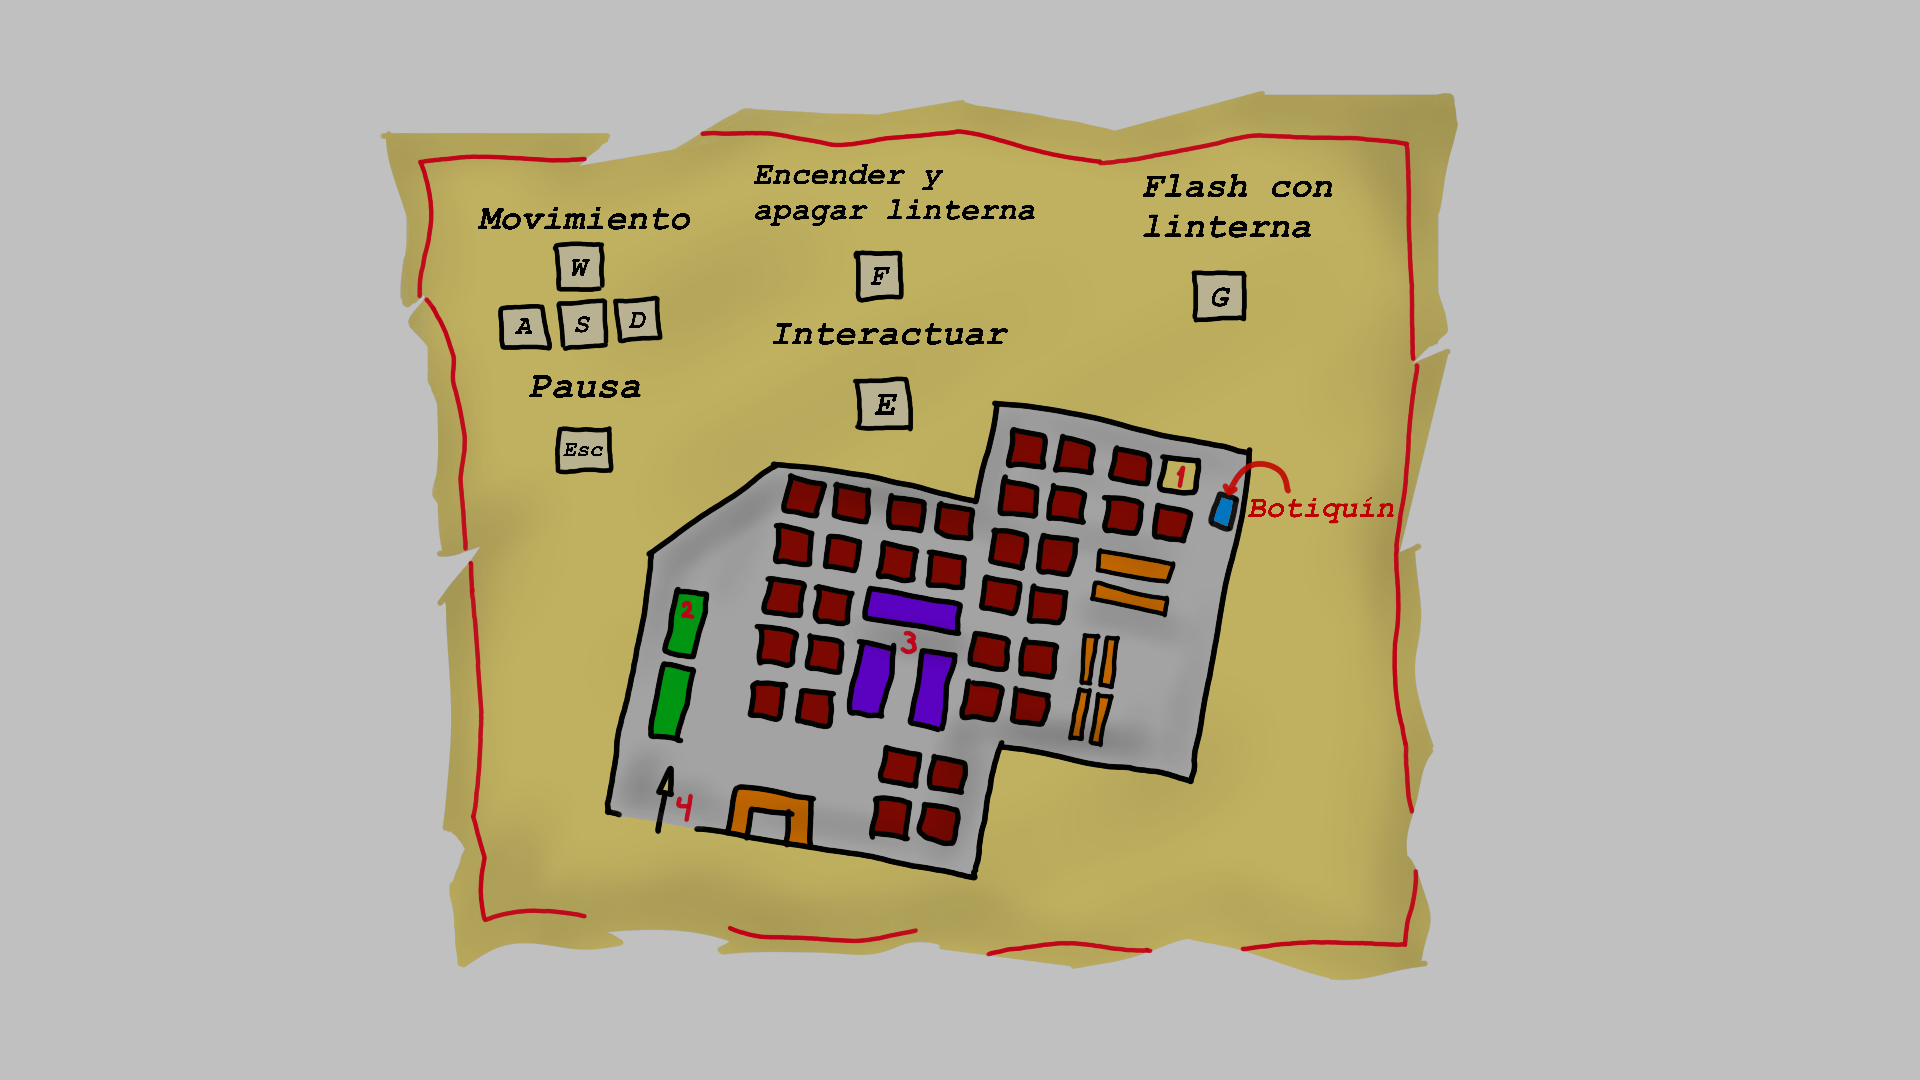 Movimiento
W
A S D
Pausa
Esc
Encender y
apagar linterna
F
Interactuar
E
Flash con
linterna
G
1
Botiquín
2
3
4